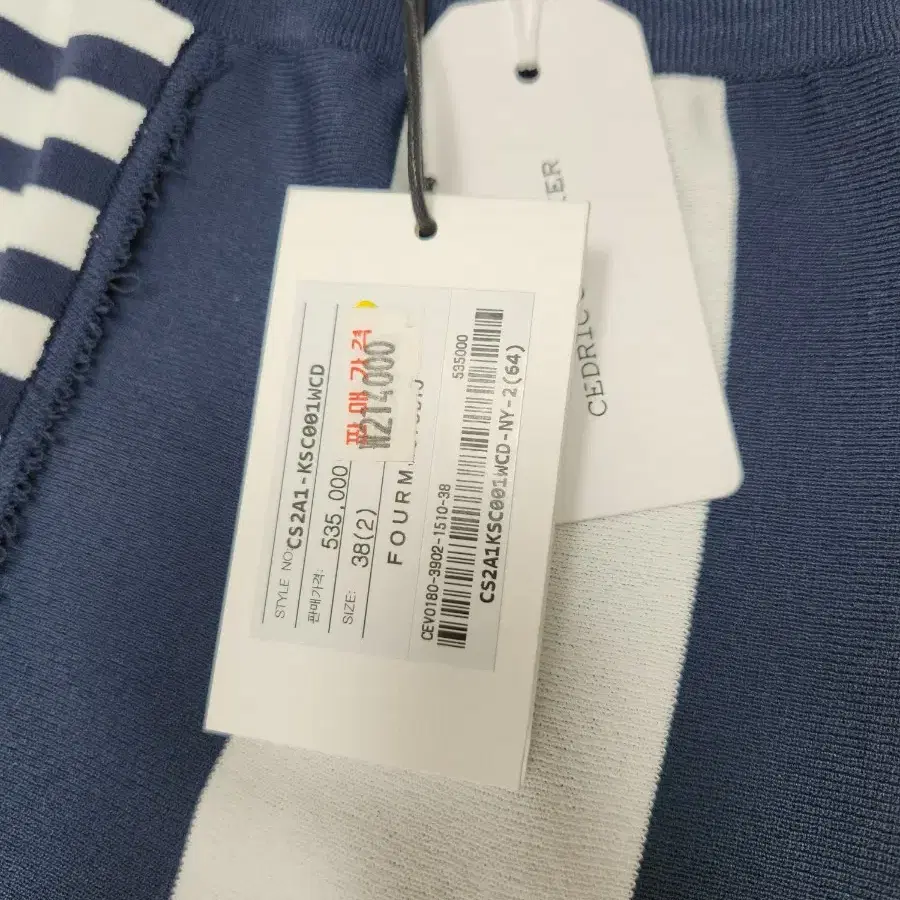 STYLE NO:CS2A1-KSC001WCD
판매가격: 535,000
SIZE: 38(2)
판매가격
₩214000
FOURM
535000
CEV0180-3902-1510-38
CS2A1KSC001WCD-NY-2(64)
CEDRIC